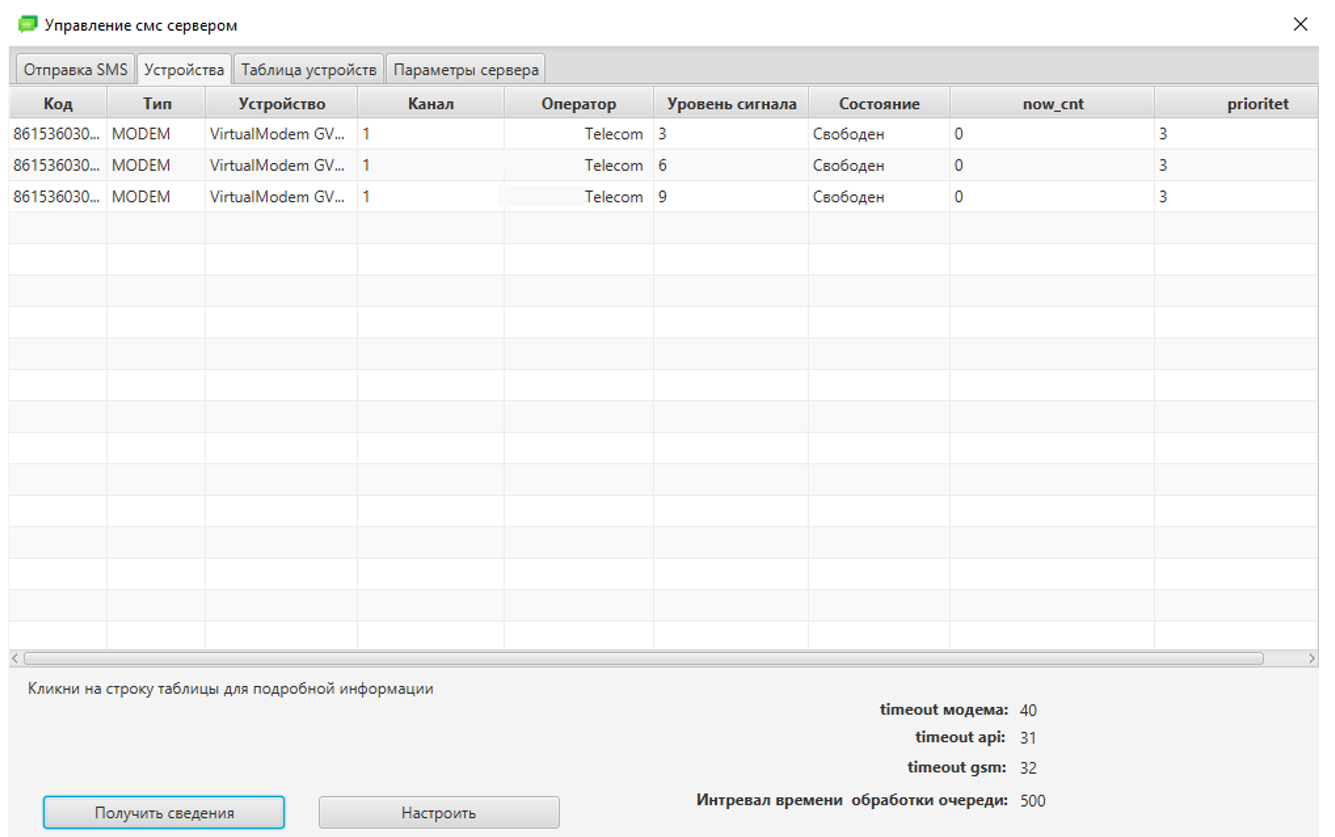 Управление смс сервером
Отправка SMS Устройства Таблица устройств Параметры сервера
Код Тип Устройство Канал Оператор Уровень сигнала Состояние now_cnt prioritet
861536030... MODEM VirtualModem GV... 1 Telecom 3 Свободен 0 3
861536030... MODEM VirtualModem GV... 1 Telecom 6 Свободен 0 3
861536030... MODEM VirtualModem GV... 1 Telecom 9 Свободен 0 3
Кликни на строку таблицы для подробной информации
timeout модема: 40
timeout api: 31
timeout gsm: 32
Интревал времени обработки очереди: 500
Получить сведения Настроить